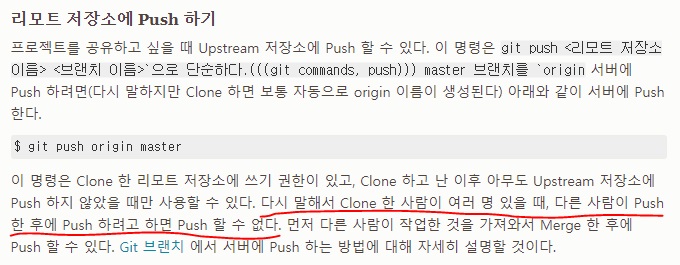 리모트 저장소에 Push 하기
프로젝트를 공유하고 싶을 때 Upstream 저장소에 Push 할 수 있다. 이 명령은 git push <리모트 저장소
이름> <브랜치 이름>`으로 단순하다.(((git commands, push))) master 브랜치를 `origin 서버에
Push 하려면(다시 말하지만 Clone 하면 보통 자동으로 origin 이름이 생성된다) 아래와 같이 서버에 Push
한다.
$ git push origin master
이 명령은 Clone 한 리모트 저장소에 쓰기 권한이 있고, Clone 하고 난 이후 아무도 Upstream 저장소에
Push 하지 않았을 때만 사용할 수 있다. 다시 말해서 Clone 한 사람이 여러 명 있을 때, 다른 사람이 Push
한 후에 Push 하려고 하면 Push 할 수 없다. 먼저 다른 사람이 작업한 것을 가져와서 Merge 한 후에
Push 할 수 있다. Git 브랜치 에서 서버에 Push 하는 방법에 대해 자세히 설명할 것이다.